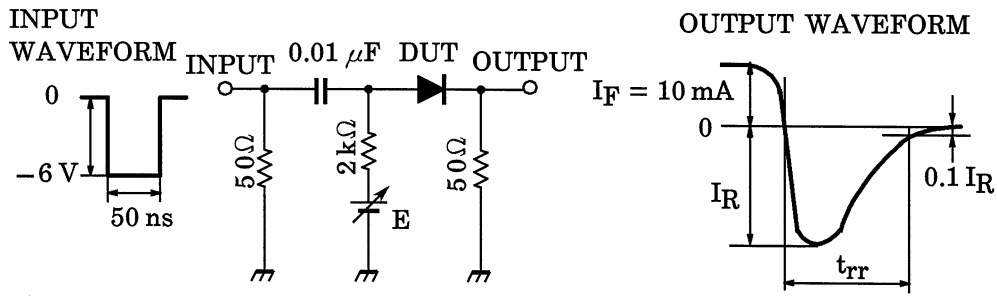 INPUT
WAVEFORM
0
−6 V
50 ns
INPUT
0.01 μF
DUT
OUTPUT
50Ω
2kΩ
E
50Ω
OUTPUT WAVEFORM
IF = 10 mA
0
IR
0.1 IR
trr